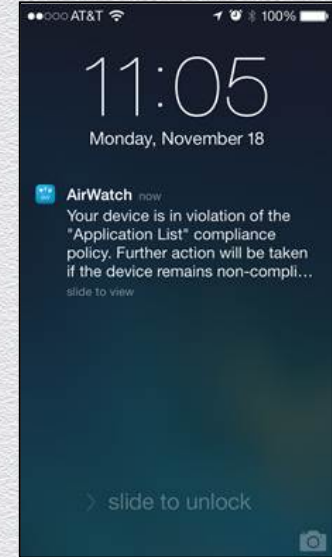 AT&T 100%
11:05
Monday, November 18
AirWatch now
Your device is in violation of the
"Application List" compliance
policy. Further action will be taken
if the device remains non-compli...
slide to view
> slide to unlock